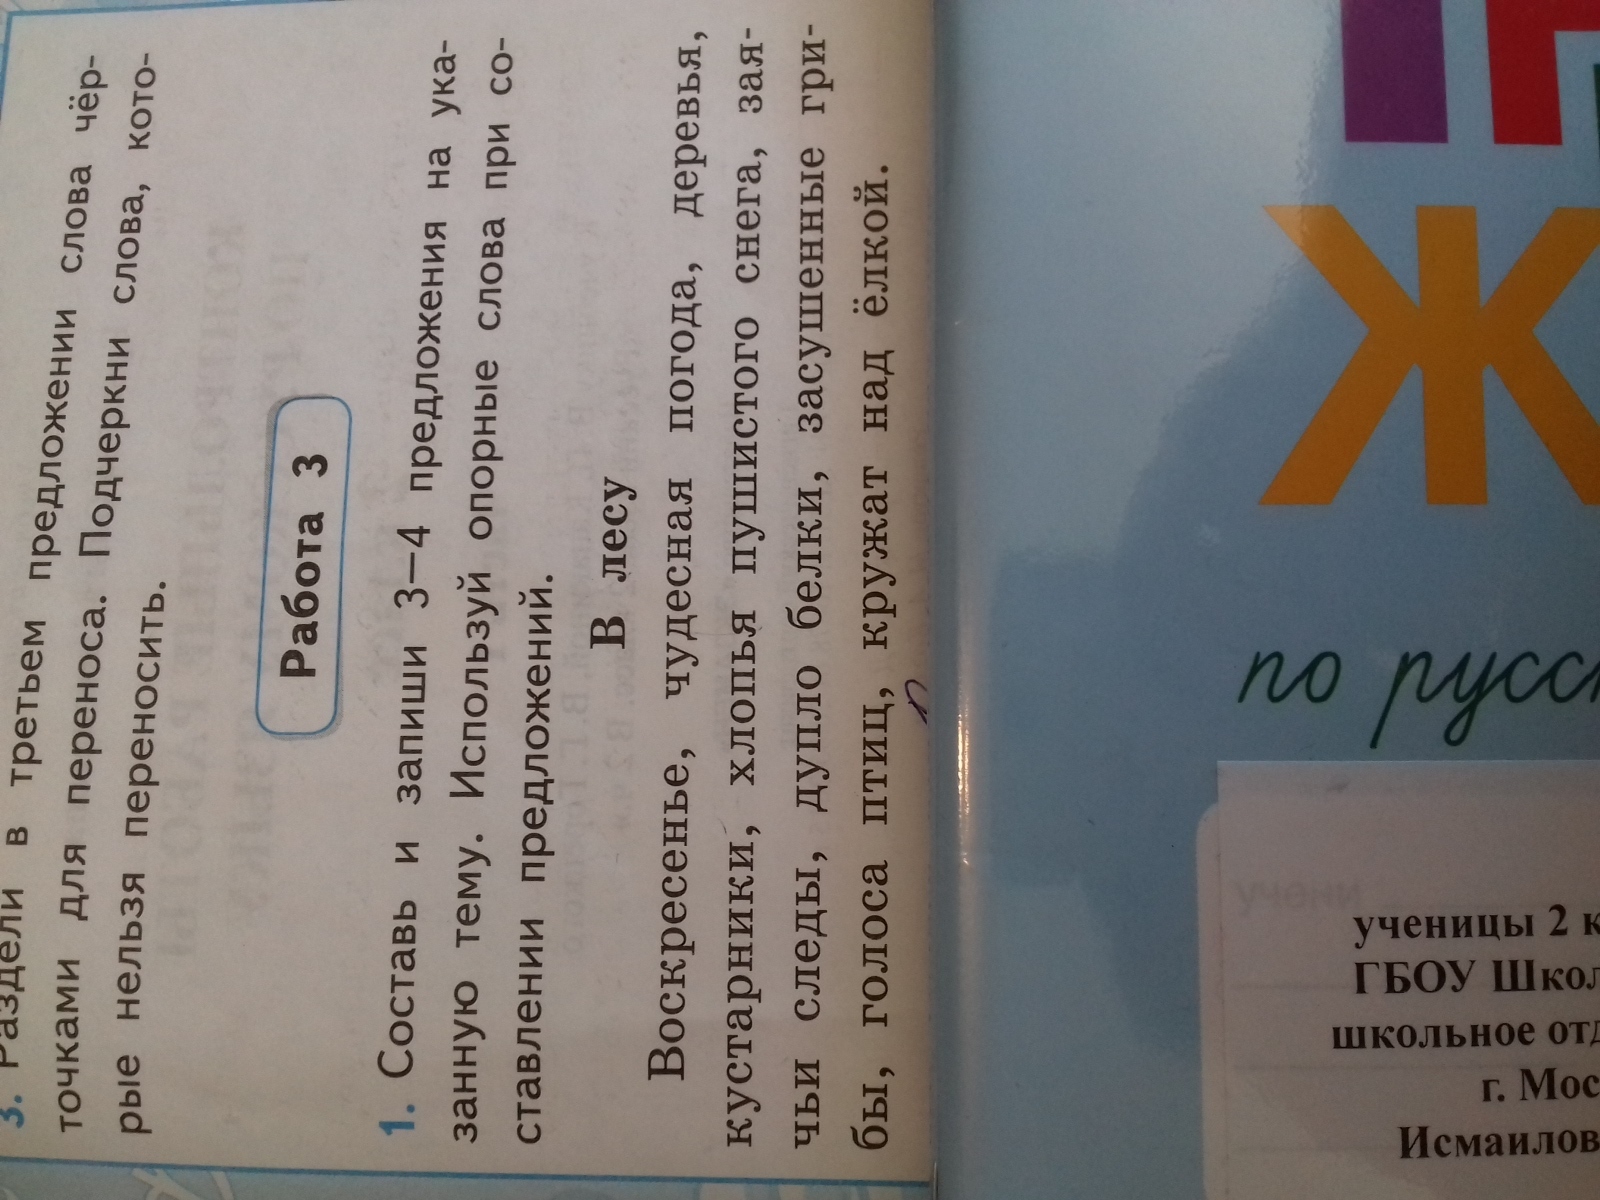 3. Раздели в третьем предложении слова чёр-
точками для переноса. Подчеркни слова, кото-
рые нельзя переносить.
Работа 3
1. Составь и запиши 3—4 предложения на ука-
занную тему. Используй опорные слова при со-
ставлении предложений.
В лесу
Воскресенье, чудесная погода, деревья,
кустарники, хлопья пушистого снега, зая-
чьи следы, дупло белки, засушенные гри-
бы, голоса птиц, кружат над ёлкой.
Ж
по русск
ученицы 2 к
ГБОУ Школ
школьное отд
г. Мос
Исмаилов